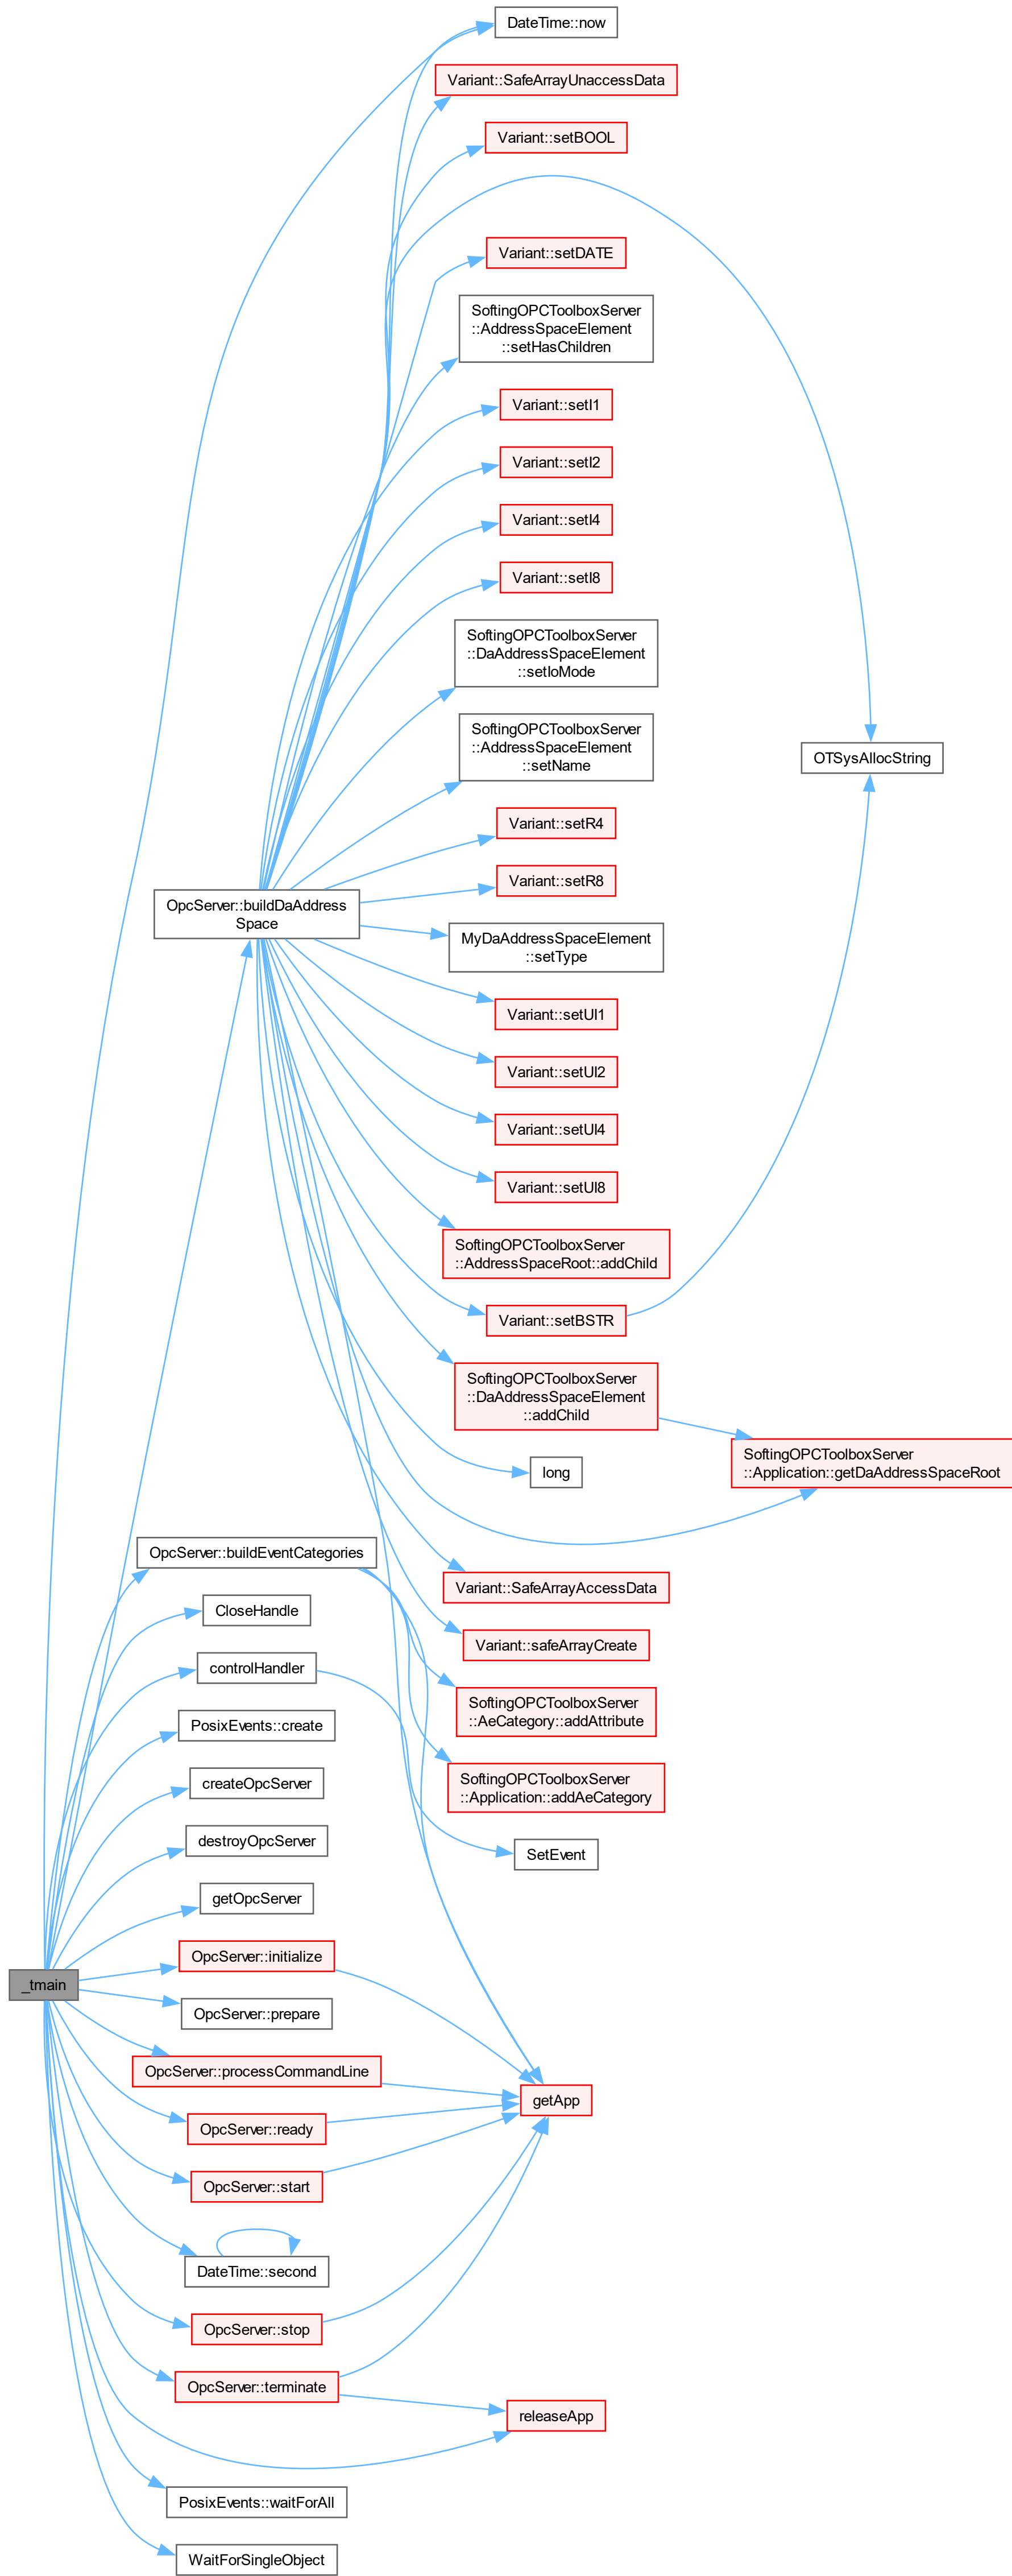 DateTime::now
Variant::SafeArrayUnaccessData
Variant::setBOOL
Variant::setDATE
SoftingOPCToolboxServer
::AddressSpaceElement
::setHasChildren
Variant::setI1
Variant::setI2
Variant::setI4
Variant::setI8
SoftingOPCToolboxServer
::DaAddressSpaceElement
::setIoMode
SoftingOPCToolboxServer
::AddressSpaceElement
::setName
OTSysAllocString
Variant::setR4
Variant::setR8
OpcServer::buildDaAddress
Space
MyDaAddressSpaceElement
::setType
Variant::setUI1
Variant::setUI2
Variant::setUI4
Variant::setUI8
SoftingOPCToolboxServer
::AddressSpaceRoot::addChild
Variant::setBSTR
SoftingOPCToolboxServer
::DaAddressSpaceElement
::addChild
SoftingOPCToolboxServer
::Application::getDaAddressSpaceRoot
long
OpcServer::buildEventCategories
Variant::SafeArrayAccessData
CloseHandle
Variant::safeArrayCreate
controlHandler
SoftingOPCToolboxServer
::AeCategory::addAttribute
PosixEvents::create
createOpcServer
SoftingOPCToolboxServer
::Application::addAeCategory
destroyOpcServer
SetEvent
getOpcServer
OpcServer::initialize
_tmain
OpcServer::prepare
OpcServer::processCommandLine
getApp
OpcServer::ready
OpcServer::start
DateTime::second
OpcServer::stop
OpcServer::terminate
releaseApp
PosixEvents::waitForAll
WaitForSingleObject